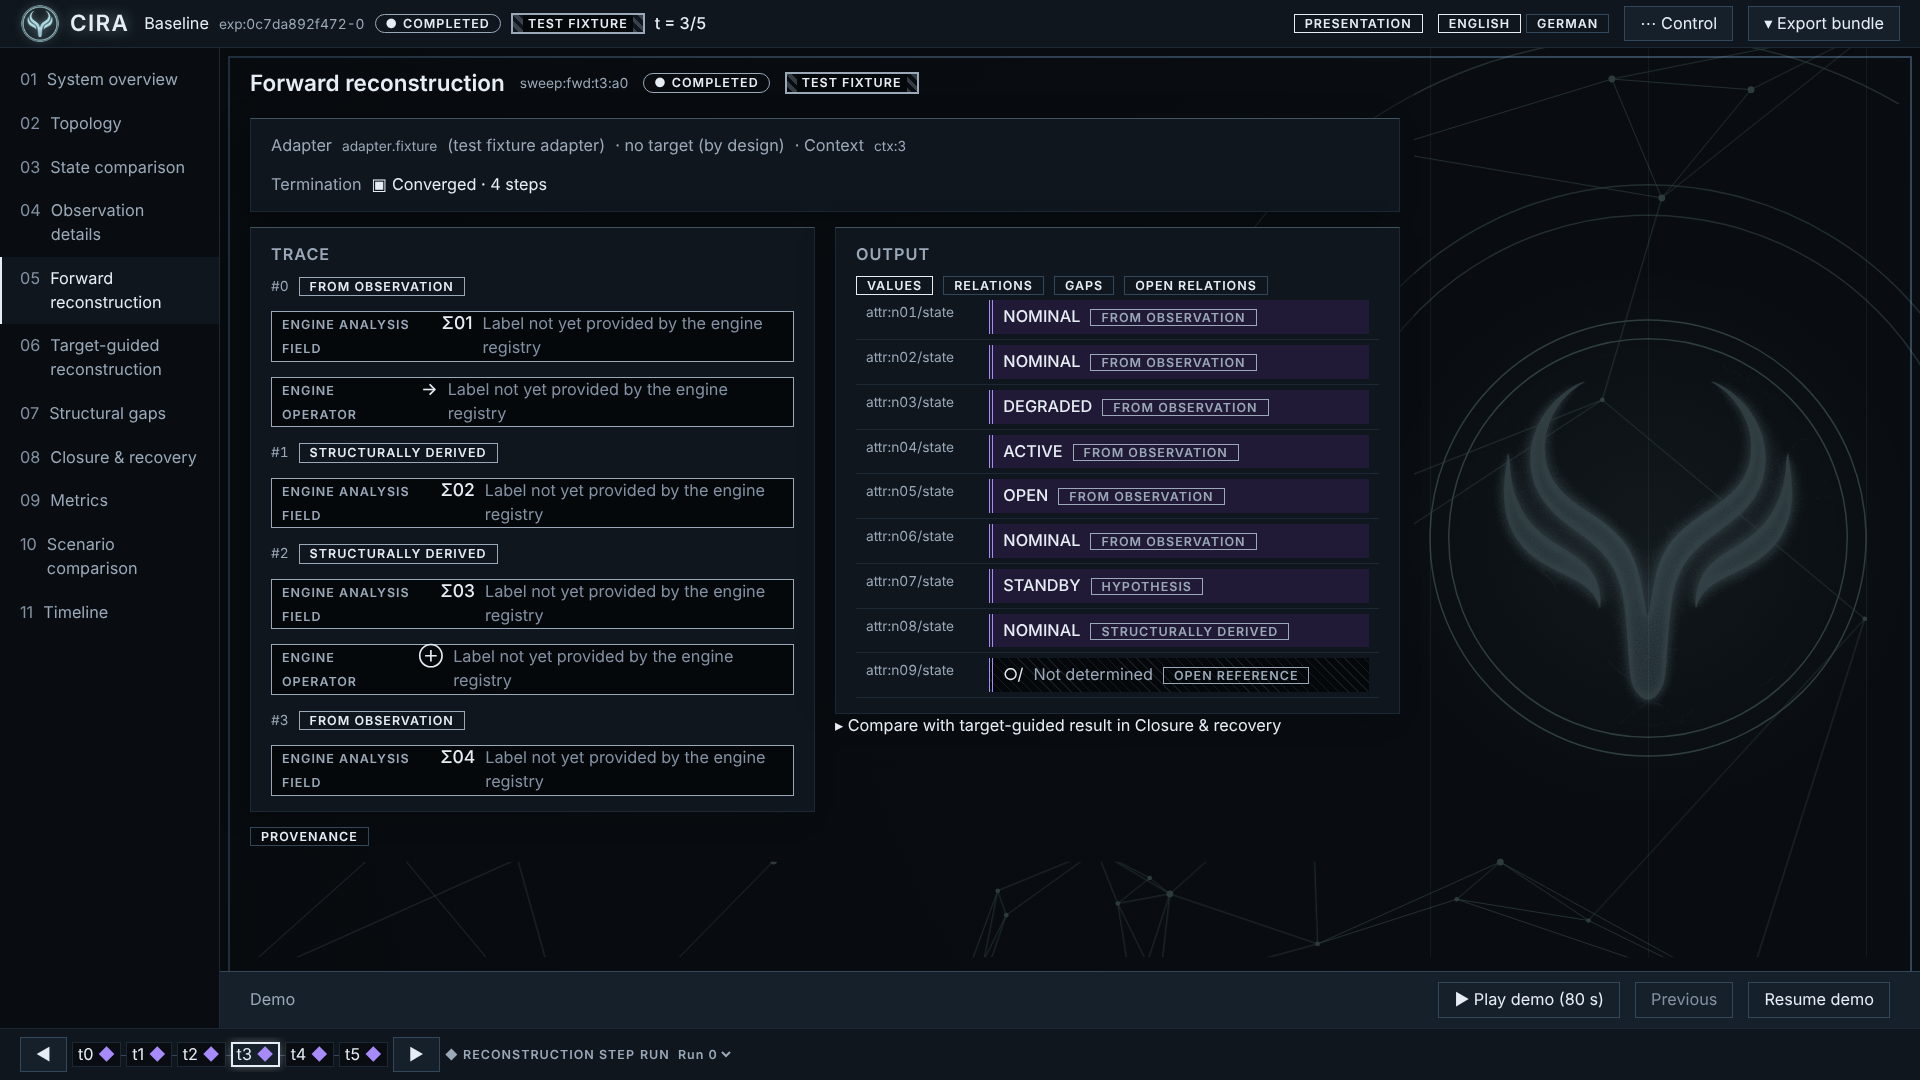 CIRA Baseline exp:0c7da892f472-0 ● COMPLETED TEST FIXTURE t = 3/5 PRESENTATION ENGLISH GERMAN ··· Control ▾ Export bundle
01 System overview
02 Topology
03 State comparison
04 Observation
details
05 Forward
reconstruction
06 Target-guided
reconstruction
07 Structural gaps
08 Closure & recovery
09 Metrics
10 Scenario
comparison
11 Timeline
Forward reconstruction sweep:fwd:t3:a0 ● COMPLETED TEST FIXTURE
Adapter adapter.fixture (test fixture adapter) · no target (by design) · Context ctx:3
Termination ▣ Converged · 4 steps
TRACE
#0 FROM OBSERVATION
ENGINE ANALYSIS FIELD Σ01 Label not yet provided by the engine
registry
ENGINE OPERATOR → Label not yet provided by the engine
registry
#1 STRUCTURALLY DERIVED
ENGINE ANALYSIS FIELD Σ02 Label not yet provided by the engine
registry
#2 STRUCTURALLY DERIVED
ENGINE ANALYSIS FIELD Σ03 Label not yet provided by the engine
registry
ENGINE OPERATOR ⊕ Label not yet provided by the engine
registry
#3 FROM OBSERVATION
ENGINE ANALYSIS FIELD Σ04 Label not yet provided by the engine
registry
PROVENANCE
OUTPUT
VALUES RELATIONS GAPS OPEN RELATIONS
attr:n01/state NOMINAL FROM OBSERVATION
attr:n02/state NOMINAL FROM OBSERVATION
attr:n03/state DEGRADED FROM OBSERVATION
attr:n04/state ACTIVE FROM OBSERVATION
attr:n05/state OPEN FROM OBSERVATION
attr:n06/state NOMINAL FROM OBSERVATION
attr:n07/state STANDBY HYPOTHESIS
attr:n08/state NOMINAL STRUCTURALLY DERIVED
attr:n09/state O/ Not determined OPEN REFERENCE
▸ Compare with target-guided result in Closure & recovery
Demo ▶ Play demo (80 s) Previous Resume demo
◀ t0 ◆ t1 ◆ t2 ◆ t3 ◆ t4 ◆ t5 ◆ ▶ ◆ RECONSTRUCTION STEP RUN Run 0